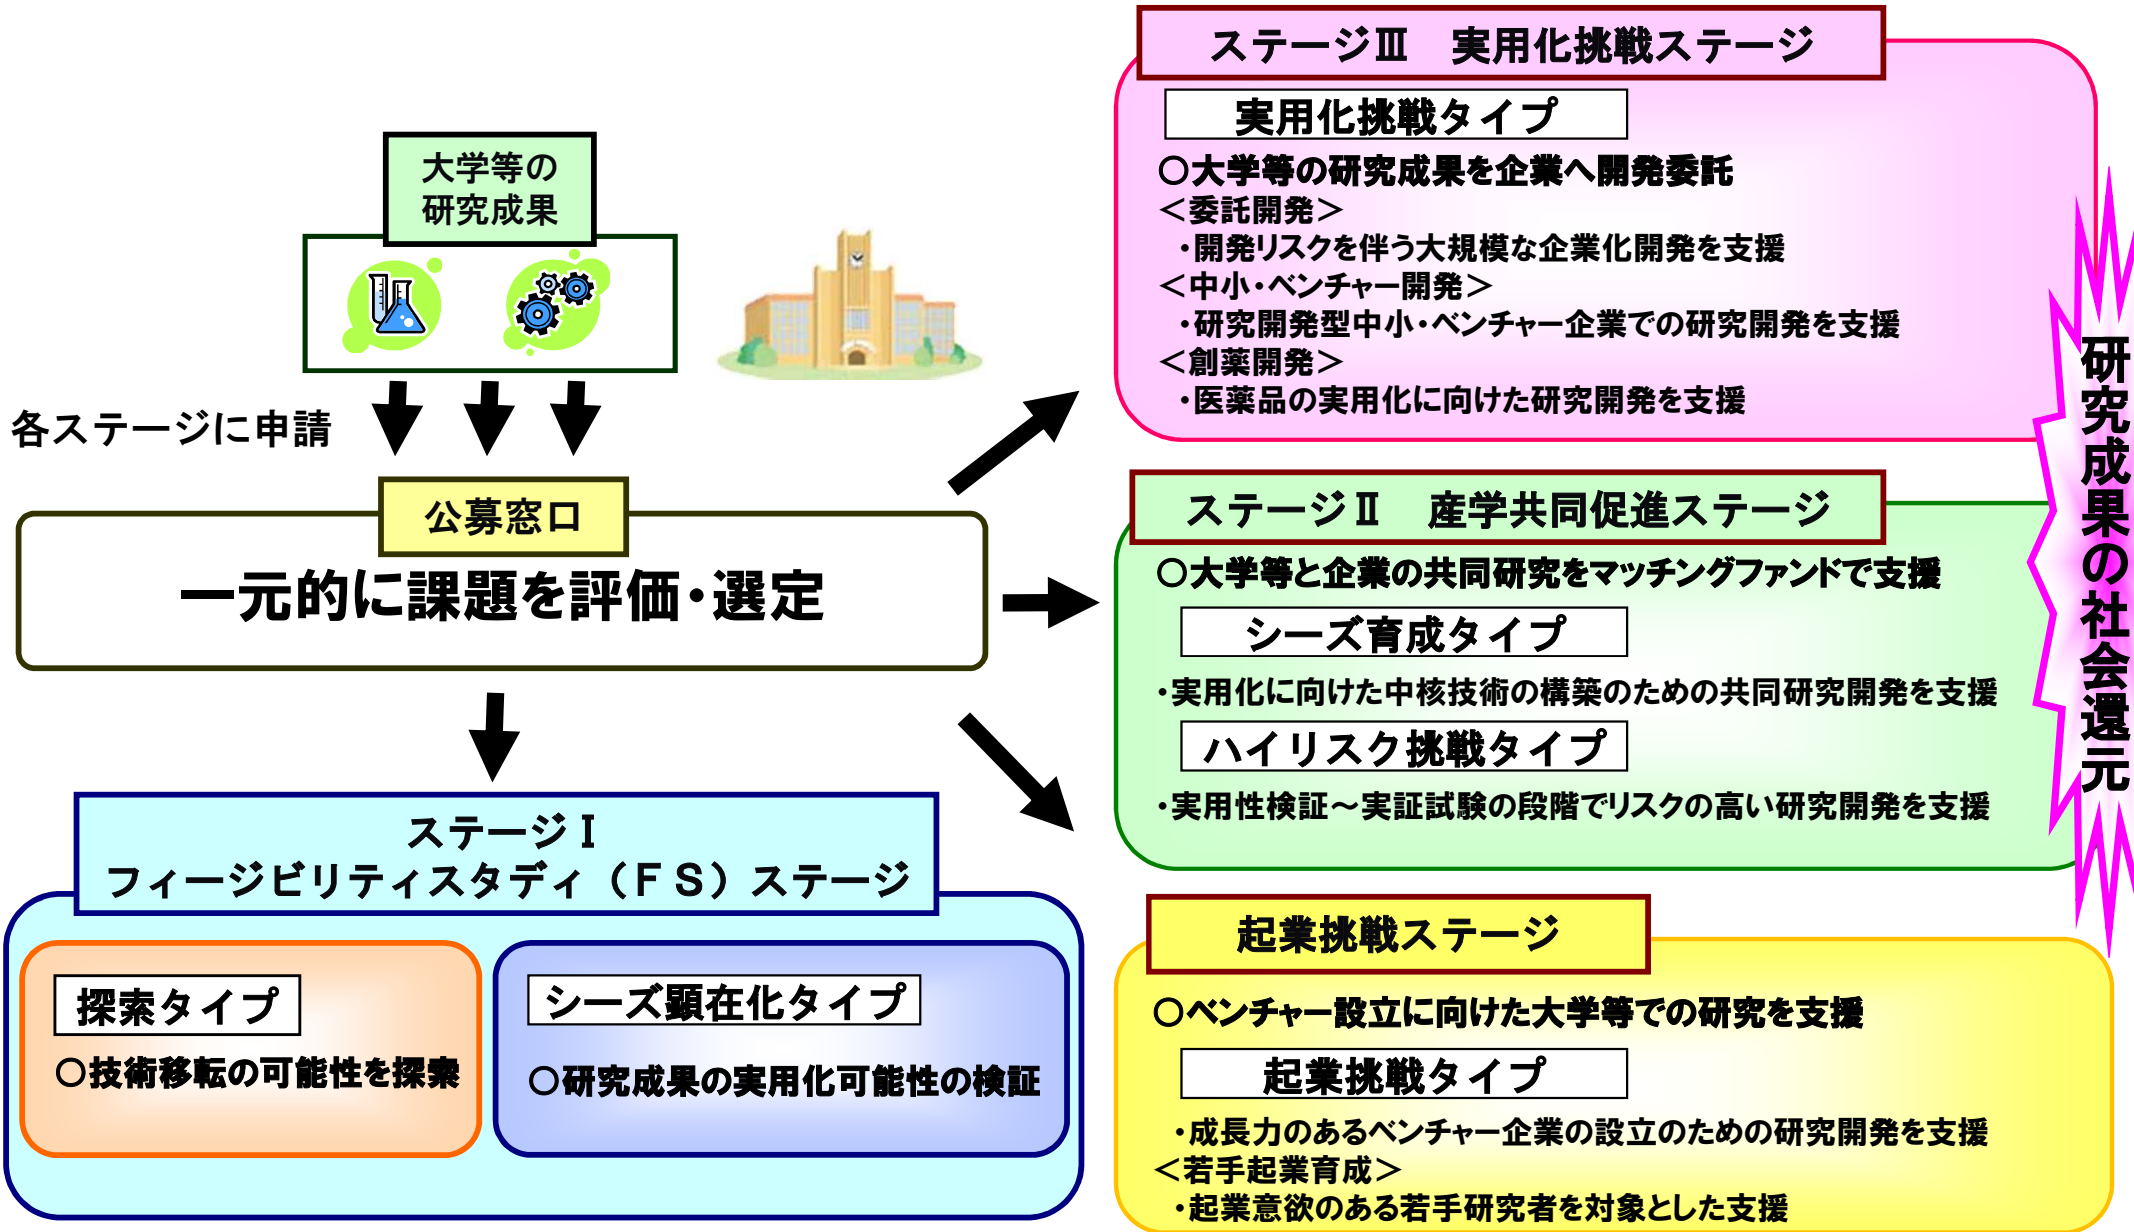 大学等の
研究成果
各ステージに申請
公募窓口
一元的に課題を評価・選定
ステージⅠ
フィージビリティスタディ（ＦＳ）ステージ
探索タイプ
○技術移転の可能性を探索
シーズ顕在化タイプ
○研究成果の実用化可能性の検証
ステージⅢ　実用化挑戦ステージ
実用化挑戦タイプ
○大学等の研究成果を企業へ開発委託
＜委託開発＞
・開発リスクを伴う大規模な企業化開発を支援
＜中小・ベンチャー開発＞
・研究開発型中小・ベンチャー企業での研究開発を支援
＜創薬開発＞
・医薬品の実用化に向けた研究開発を支援
ステージⅡ　産学共同促進ステージ
○大学等と企業の共同研究をマッチングファンドで支援
シーズ育成タイプ
・実用化に向けた中核技術の構築のための共同研究開発を支援
ハイリスク挑戦タイプ
・実用性検証～実証試験の段階でリスクの高い研究開発を支援
起業挑戦ステージ
○ベンチャー設立に向けた大学等での研究を支援
起業挑戦タイプ
・成長力のあるベンチャー企業の設立のための研究開発を支援
＜若手起業育成＞
・起業意欲のある若手研究者を対象とした支援
研究成果の社会還元